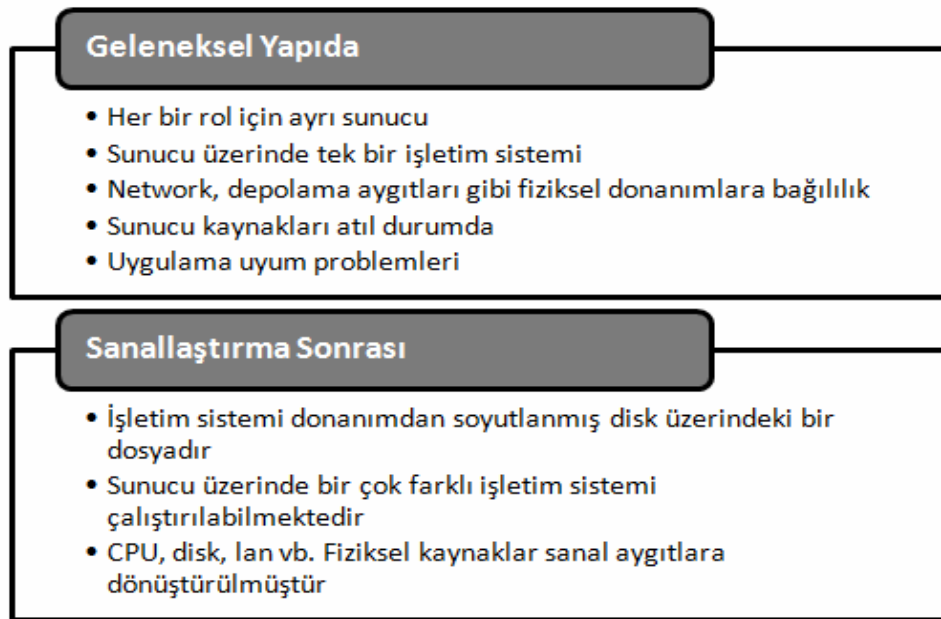 Geleneksel Yapıda
• Her bir rol için ayrı sunucu
• Sunucu üzerinde tek bir işletim sistemi
• Network, depolama aygıtları gibi fiziksel donanımlara bağılılık
• Sunucu kaynakları atıl durumda
• Uygulama uyum problemleri
Sanallaştırma Sonrası
• İşletim sistemi donanımdan soyutlanmış disk üzerindeki bir
dosyadır
• Sunucu üzerinde bir çok farklı işletim sistemi
çalıştırılabilmektedir
• CPU, disk, lan vb. Fiziksel kaynaklar sanal aygıtlara
dönüştürülmüştür